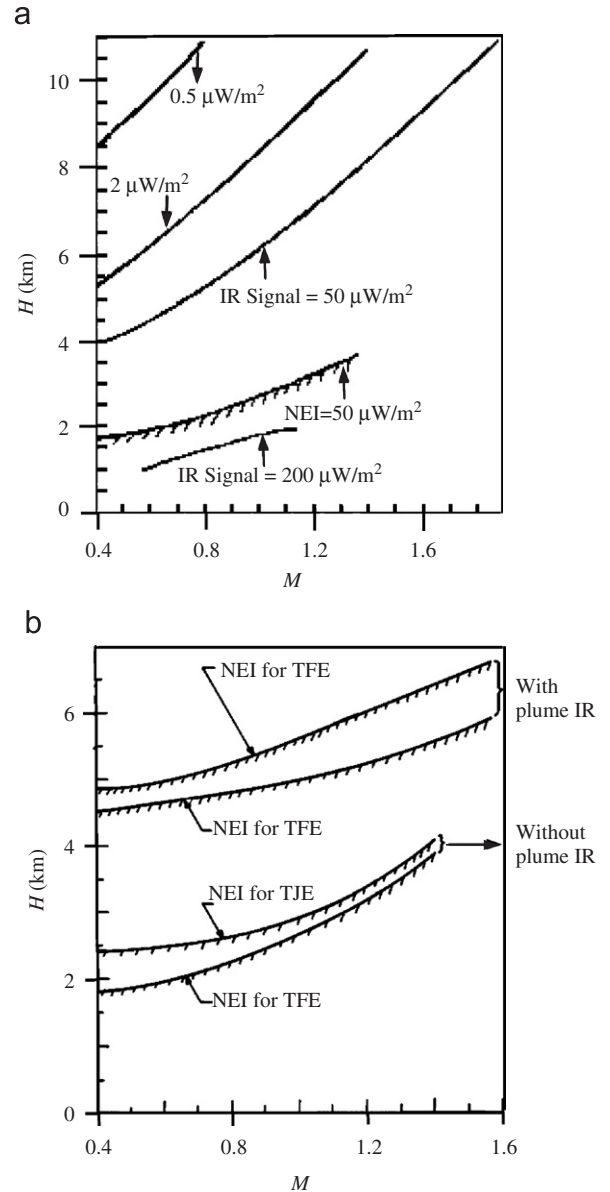 a
10
8
6
4
2
0
H (km)
0.5 μW/m²
2 μW/m²
IR Signal = 50 μW/m²
NEI=50 μW/m²
IR Signal = 200 μW/m²
0.4
0.8
1.2
1.6
M
b
6
4
2
0
H (km)
NEI for TFE
With
plume IR
NEI for TFE
Without
plume IR
NEI for TJE
NEI for TFE
0.4
0.8
1.2
1.6
M